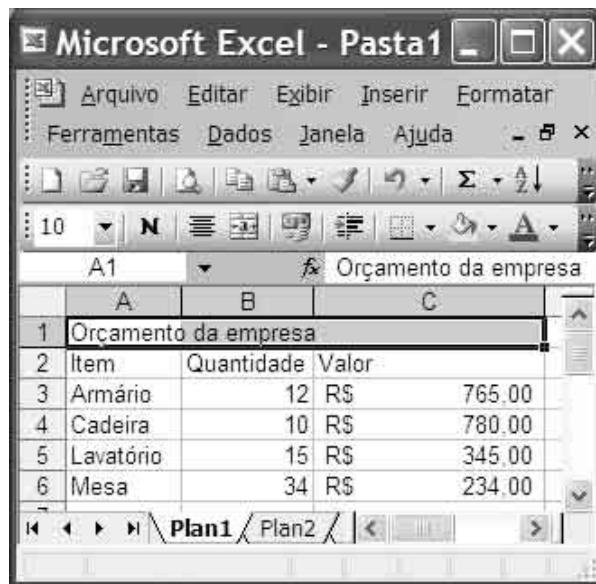 Microsoft Excel - Pasta1
Arquivo Editar Exibir Inserir Formatar
Ferramentas Dados Janela Ajuda
10 N
A1 fx Orçamento da empresa
A B C
1 Orçamento da empresa
2 Item Quantidade Valor
3 Armário 12 R$ 765,00
4 Cadeira 10 R$ 780,00
5 Lavatório 15 R$ 345,00
6 Mesa 34 R$ 234,00
Plan1 Plan2